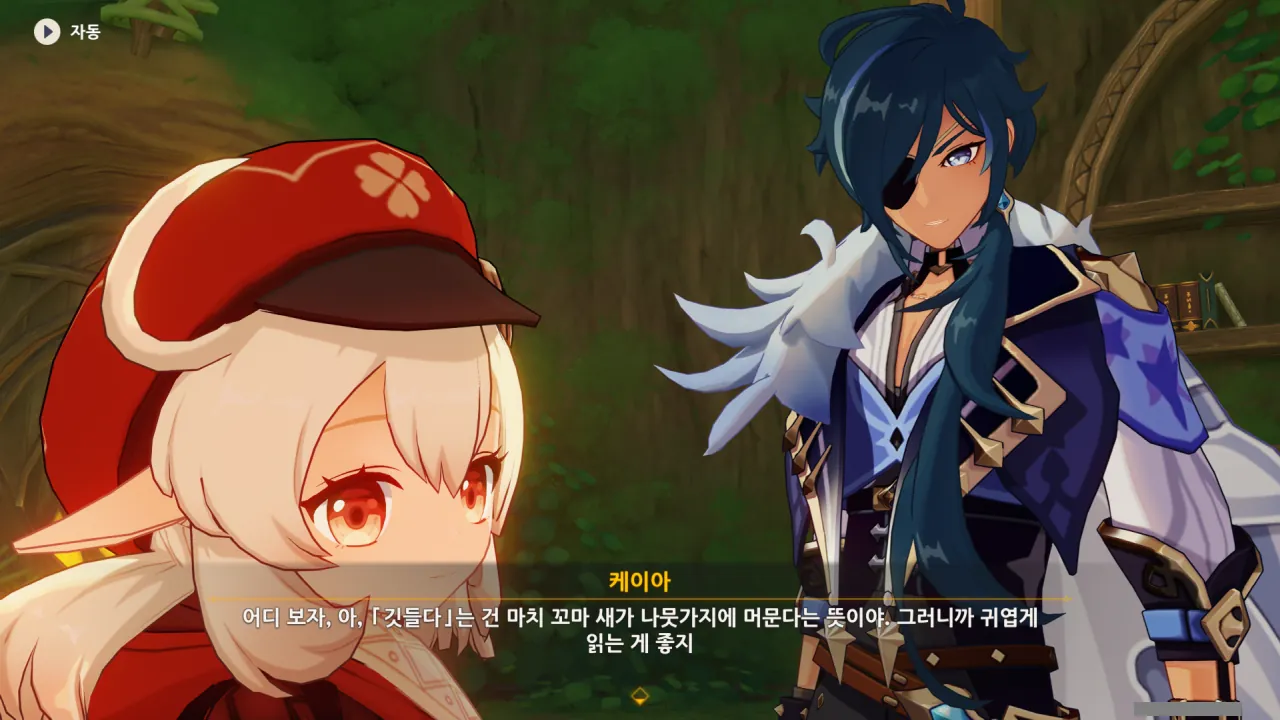 자동
케이아
어디 보자, 아, 「깃들다」는 건 마치 꼬마 새가 나뭇가지에 머문다는 뜻이야. 그러니까 귀엽게
읽는 게 좋지